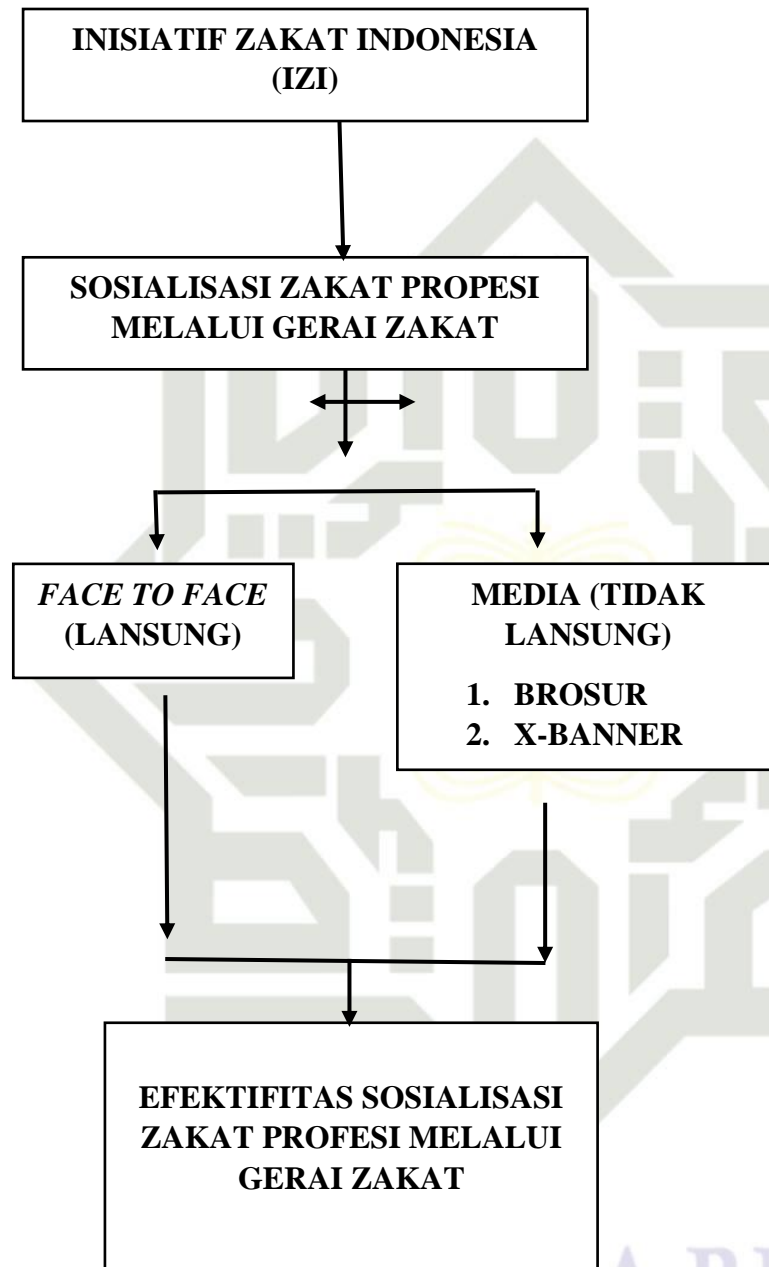 INISIATIF ZAKAT INDONESIA
(IZI)
SOSIALISASI ZAKAT PROPESI
MELALUI GERAI ZAKAT
FACE TO FACE
(LANSUNG)
MEDIA (TIDAK
LANSUNG)
1. BROSUR
2. X-BANNER
EFEKTIFITAS SOSIALISASI
ZAKAT PROFESI MELALUI
GERAI ZAKAT